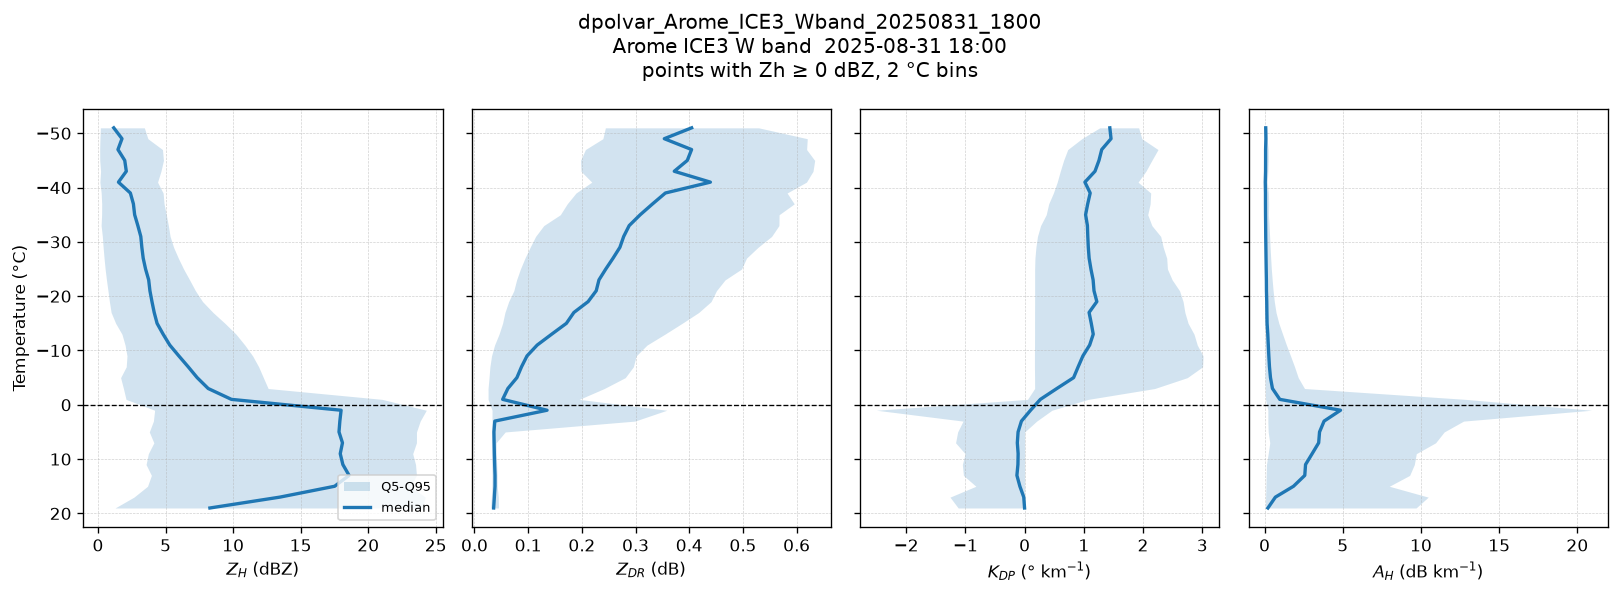 dpolvar_Arome_ICE3_Wband_20250831_1800
Arome ICE3 W band  2025-08-31 18:00
points with Zh ≥ 0 dBZ, 2 °C bins
Temperature (°C)
−50
−40
−30
−20
−10
0
10
20
0 5 10 15 20 25
Z_H (dBZ)
Q5-Q95
median
0.0 0.1 0.2 0.3 0.4 0.5 0.6
Z_DR (dB)
−2 −1 0 1 2 3
K_DP (° km⁻¹)
0 5 10 15 20
A_H (dB km⁻¹)